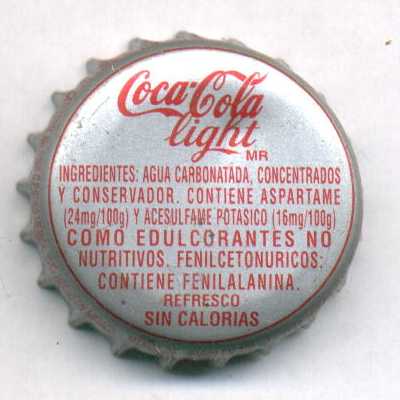 Coca-Cola
light
MR
INGREDIENTES: AGUA CARBONATADA, CONCENTRADOS
Y CONSERVADOR. CONTIENE ASPARTAME
(24mg/100g) Y ACESULFAME POTASICO (16mg/100g)
COMO EDULCORANTES NO
NUTRITIVOS. FENILCETONURICOS:
CONTIENE FENILALANINA.
REFRESCO
SIN CALORIAS